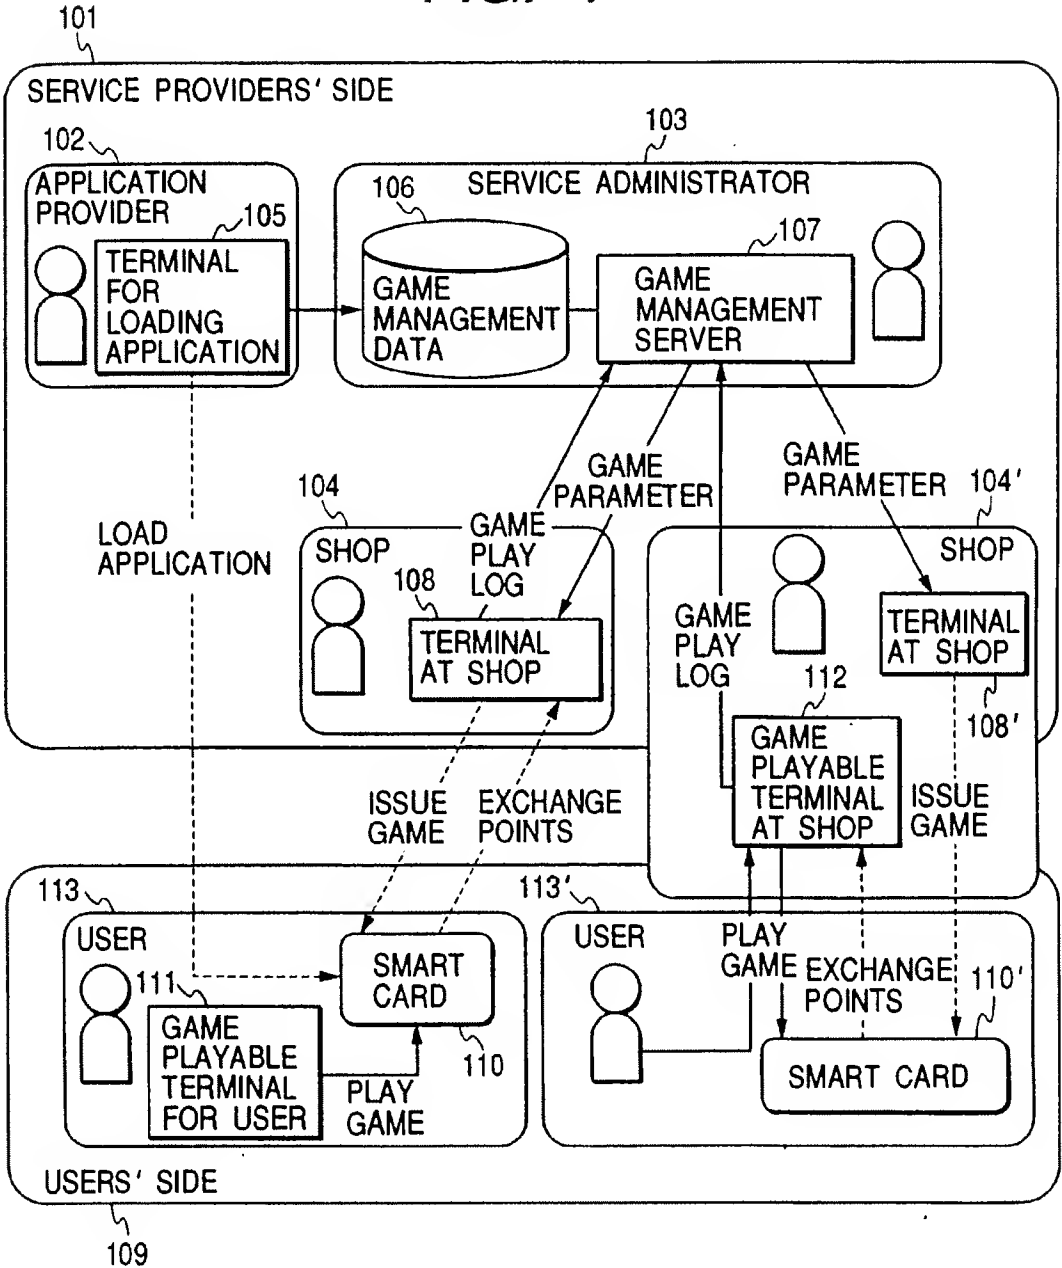 101
SERVICE PROVIDERS' SIDE
102
APPLICATION
PROVIDER
105
TERMINAL
FOR
LOADING
APPLICATION
103
SERVICE ADMINISTRATOR
106
GAME
MANAGEMENT
DATA
107
GAME
MANAGEMENT
SERVER
LOAD
APPLICATION
104
SHOP
108
TERMINAL
AT SHOP
GAME
PLAY
LOG
GAME
PARAMETER
GAME
PARAMETER
104'
SHOP
TERMINAL
AT SHOP
108'
GAME
PLAY
LOG
112
GAME
PLAYABLE
TERMINAL
AT SHOP
ISSUE
GAME
EXCHANGE
POINTS
ISSUE
GAME
113
USER
111
GAME
PLAYABLE
TERMINAL
FOR USER
SMART
CARD
110
PLAY
GAME
113'
USER
PLAY
GAME
EXCHANGE
POINTS
110'
SMART CARD
USERS' SIDE
109